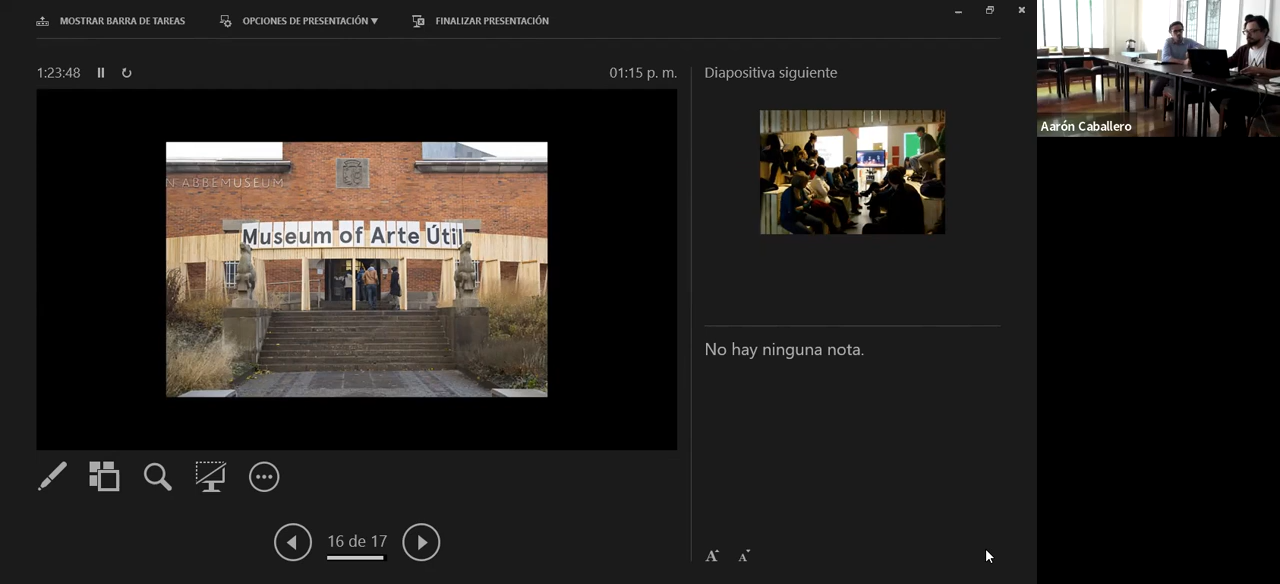 MOSTRAR BARRA DE TAREAS
OPCIONES DE PRESENTACIÓN ▼
FINALIZAR PRESENTACIÓN
1:23:48
01:15 p. m.
Diapositiva siguiente
N ABBEMUSEUM
Museum of Arte Útil
No hay ninguna nota.
16 de 17
A A
Aarón Caballero